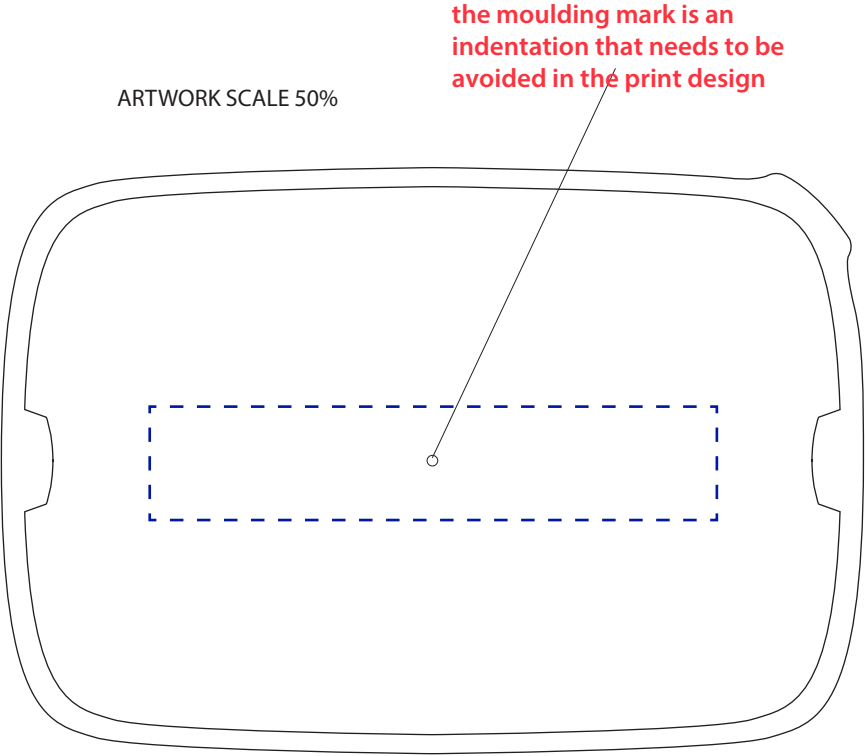 the moulding mark is an
indentation that needs to be
avoided in the print design
ARTWORK SCALE 50%